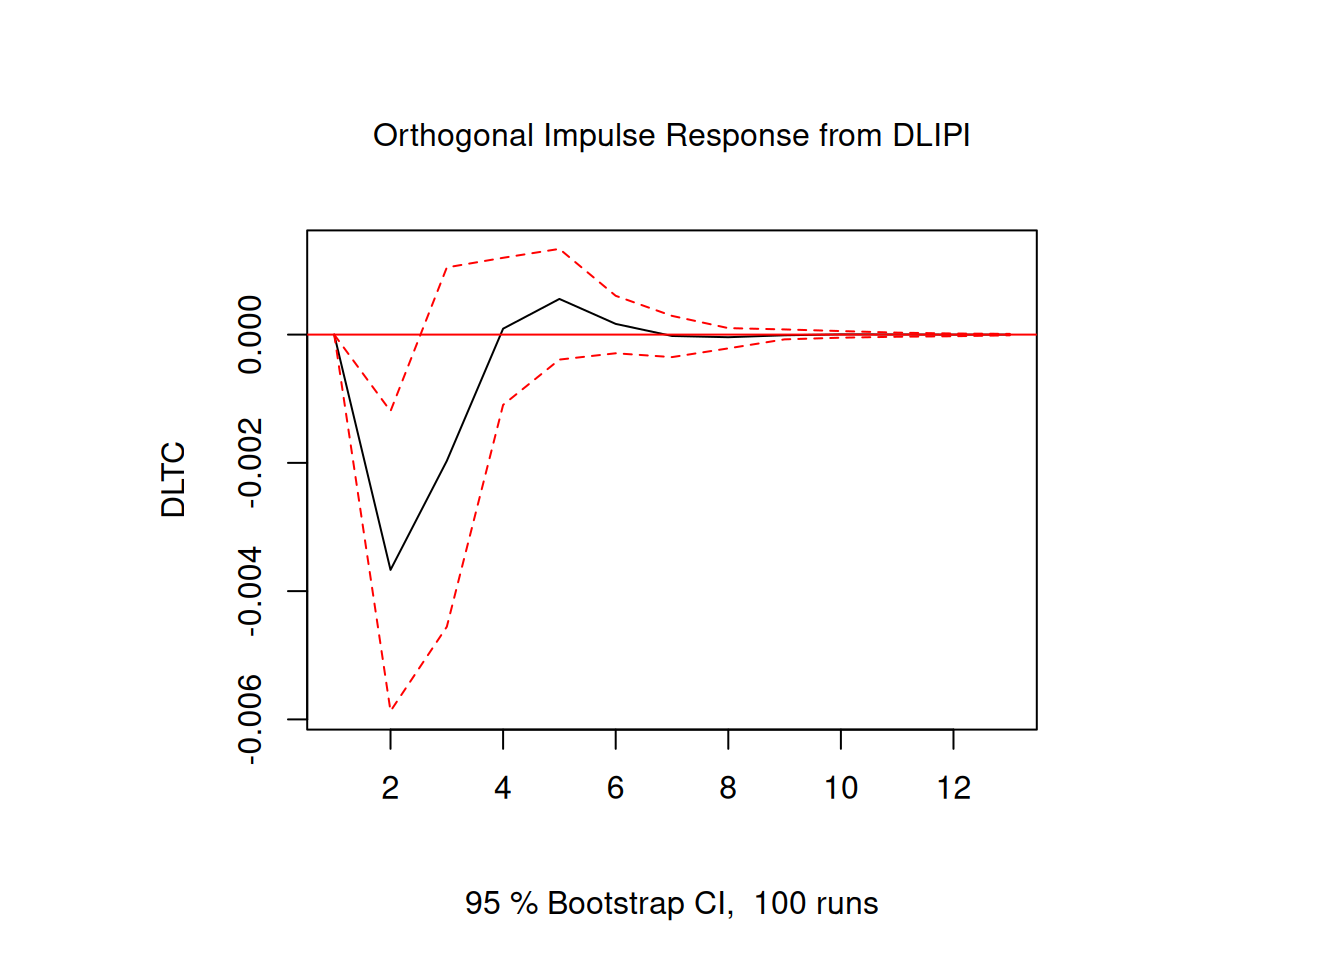 Orthogonal Impulse Response from DLIPI
DLTC
0.000
-0.002
-0.004
-0.006
2 4 6 8 10 12
95 % Bootstrap CI,  100 runs